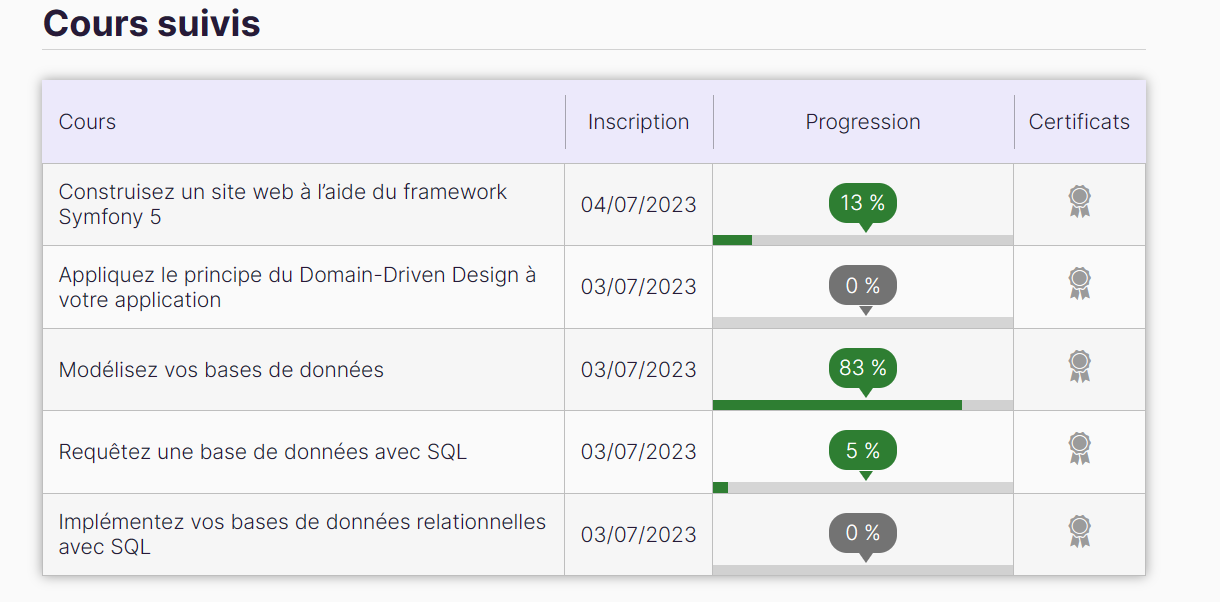 Cours suivis
Cours Inscription Progression Certificats
Construisez un site web à l’aide du framework
Symfony 5
04/07/2023
13 %
Appliquez le principe du Domain-Driven Design à
votre application
03/07/2023
0 %
Modélisez vos bases de données
03/07/2023
83 %
Requêtez une base de données avec SQL
03/07/2023
5 %
Implémentez vos bases de données relationnelles
avec SQL
03/07/2023
0 %